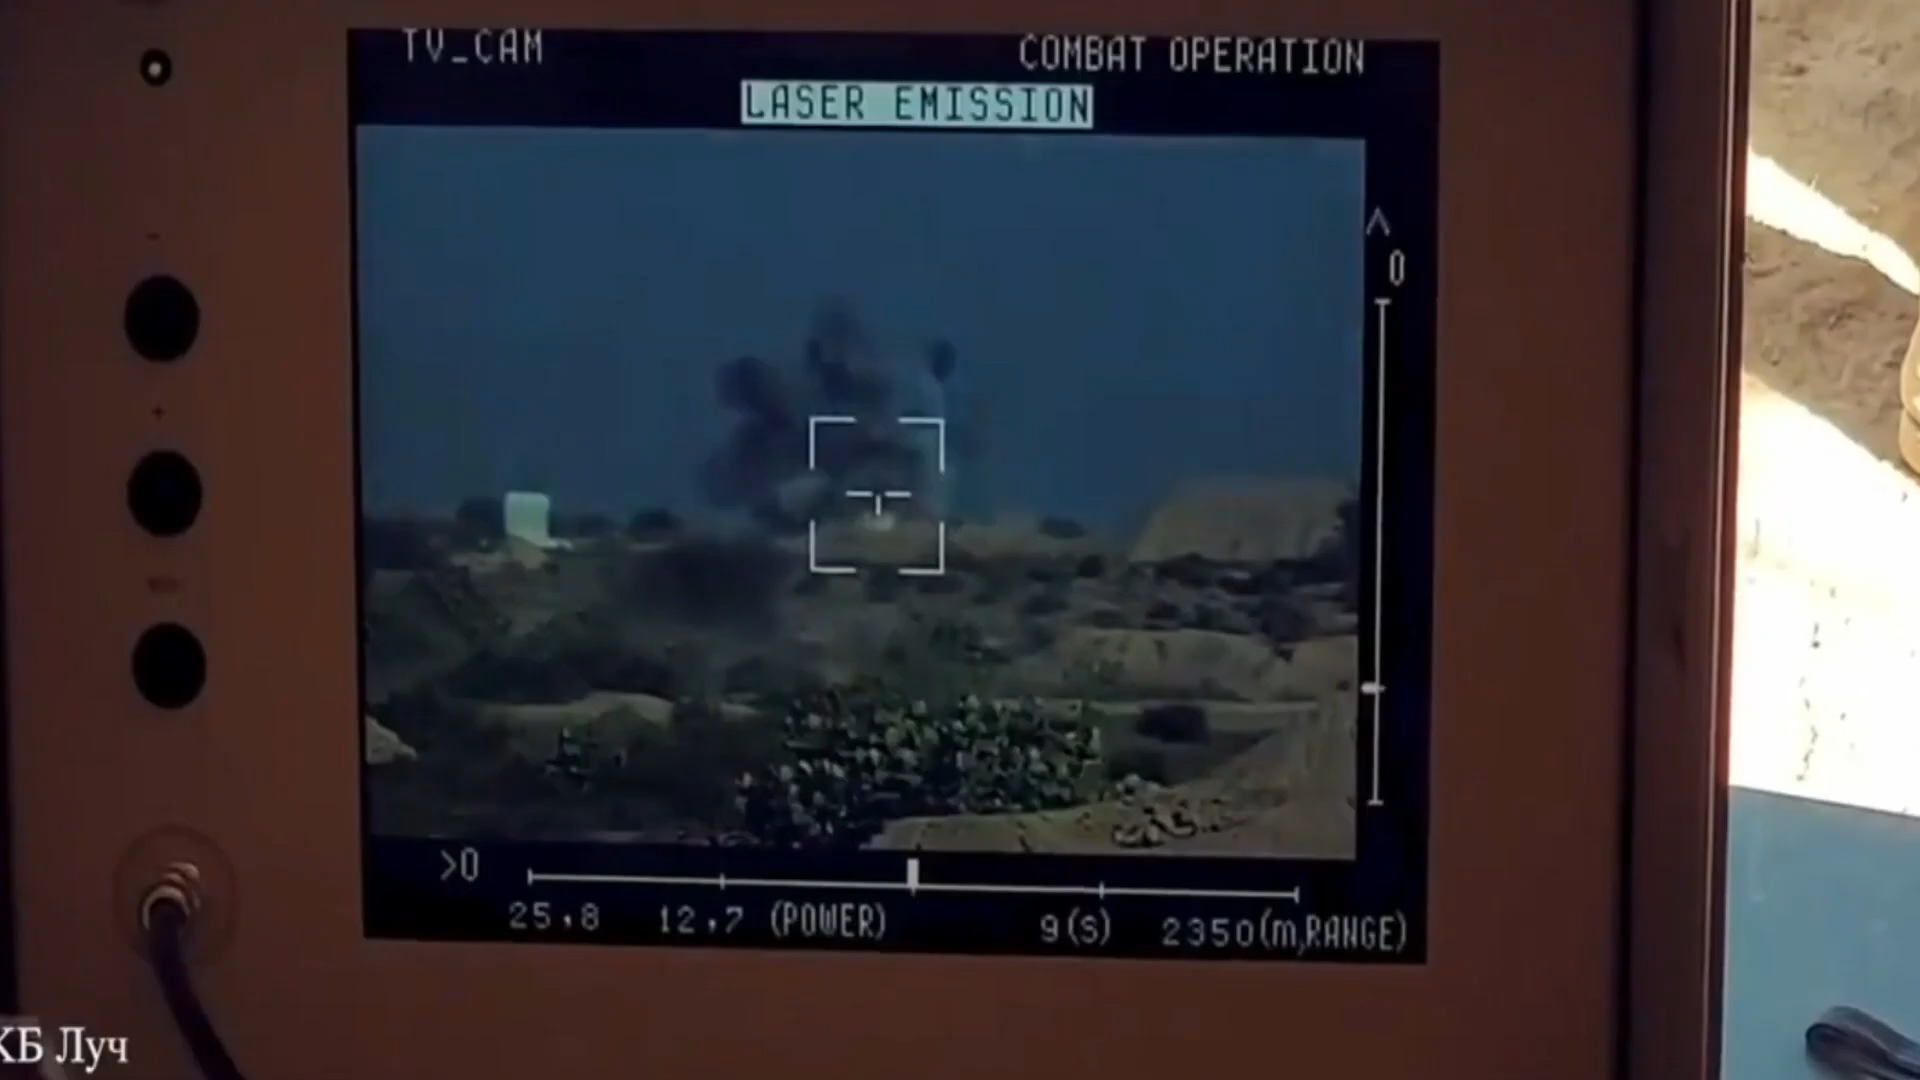 TV_CAM
COMBAT OPERATION
LASER EMISSION
-
0
+
>0
25,8 12,7 (POWER) 9(S) 2350(m,RANGE)
КБ Луч